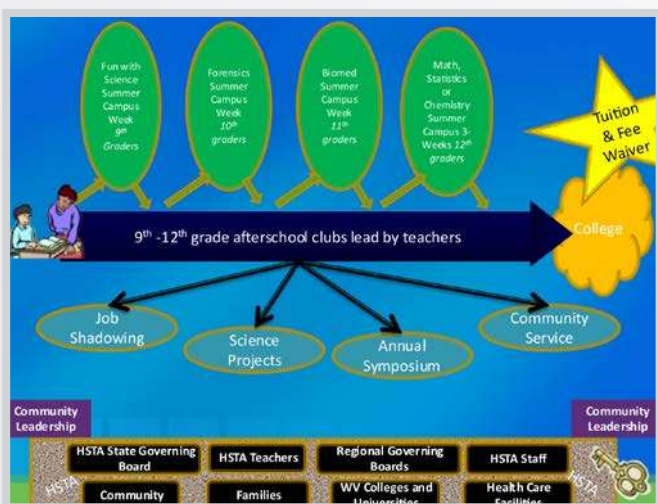 Fun with
Science
Summer
Campus
Week
9th
Graders
Forensics
Summer
Campus
Week
10th
graders
Biomed
Summer
Campus
Week
11th
graders
Math,
Statistics
or
Chemistry
Summer
Campus 3-
Weeks 12th
graders
Tuition
& Fee
Waiver
9th -12th grade afterschool clubs lead by teachers
College
Job
Shadowing
Science
Projects
Annual
Symposium
Community
Service
Community
Leadership
Community
Leadership
HSTA State Governing
Board
HSTA Teachers
Regional Governing
Boards
HSTA Staff
HSTA
HSTA
Community
Families
WV Colleges and
Universities
Health Care
Facilities